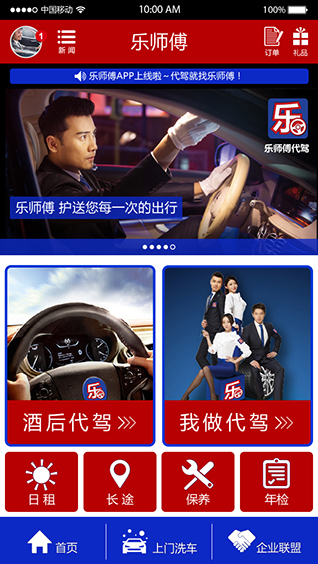 中国移动 10:00 AM 100%
1 新闻 乐师傅 订单 礼品
乐师傅APP上线啦~代驾就找乐师傅！
乐
乐师傅代驾
乐师傅 护送您每一次的出行
乐
乐
酒后代驾 >>>
我做代驾 >>>
日租 长途 保养 年检
首页 上门洗车 企业联盟